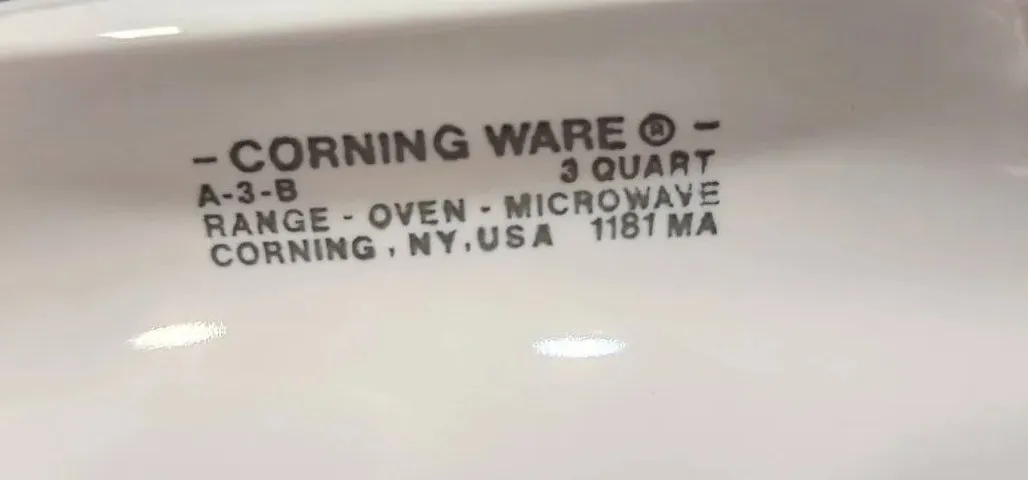 - CORNING WARE ® -
A-3-B 3 QUART
RANGE - OVEN - MICROWAVE
CORNING, NY, USA 1181 MA